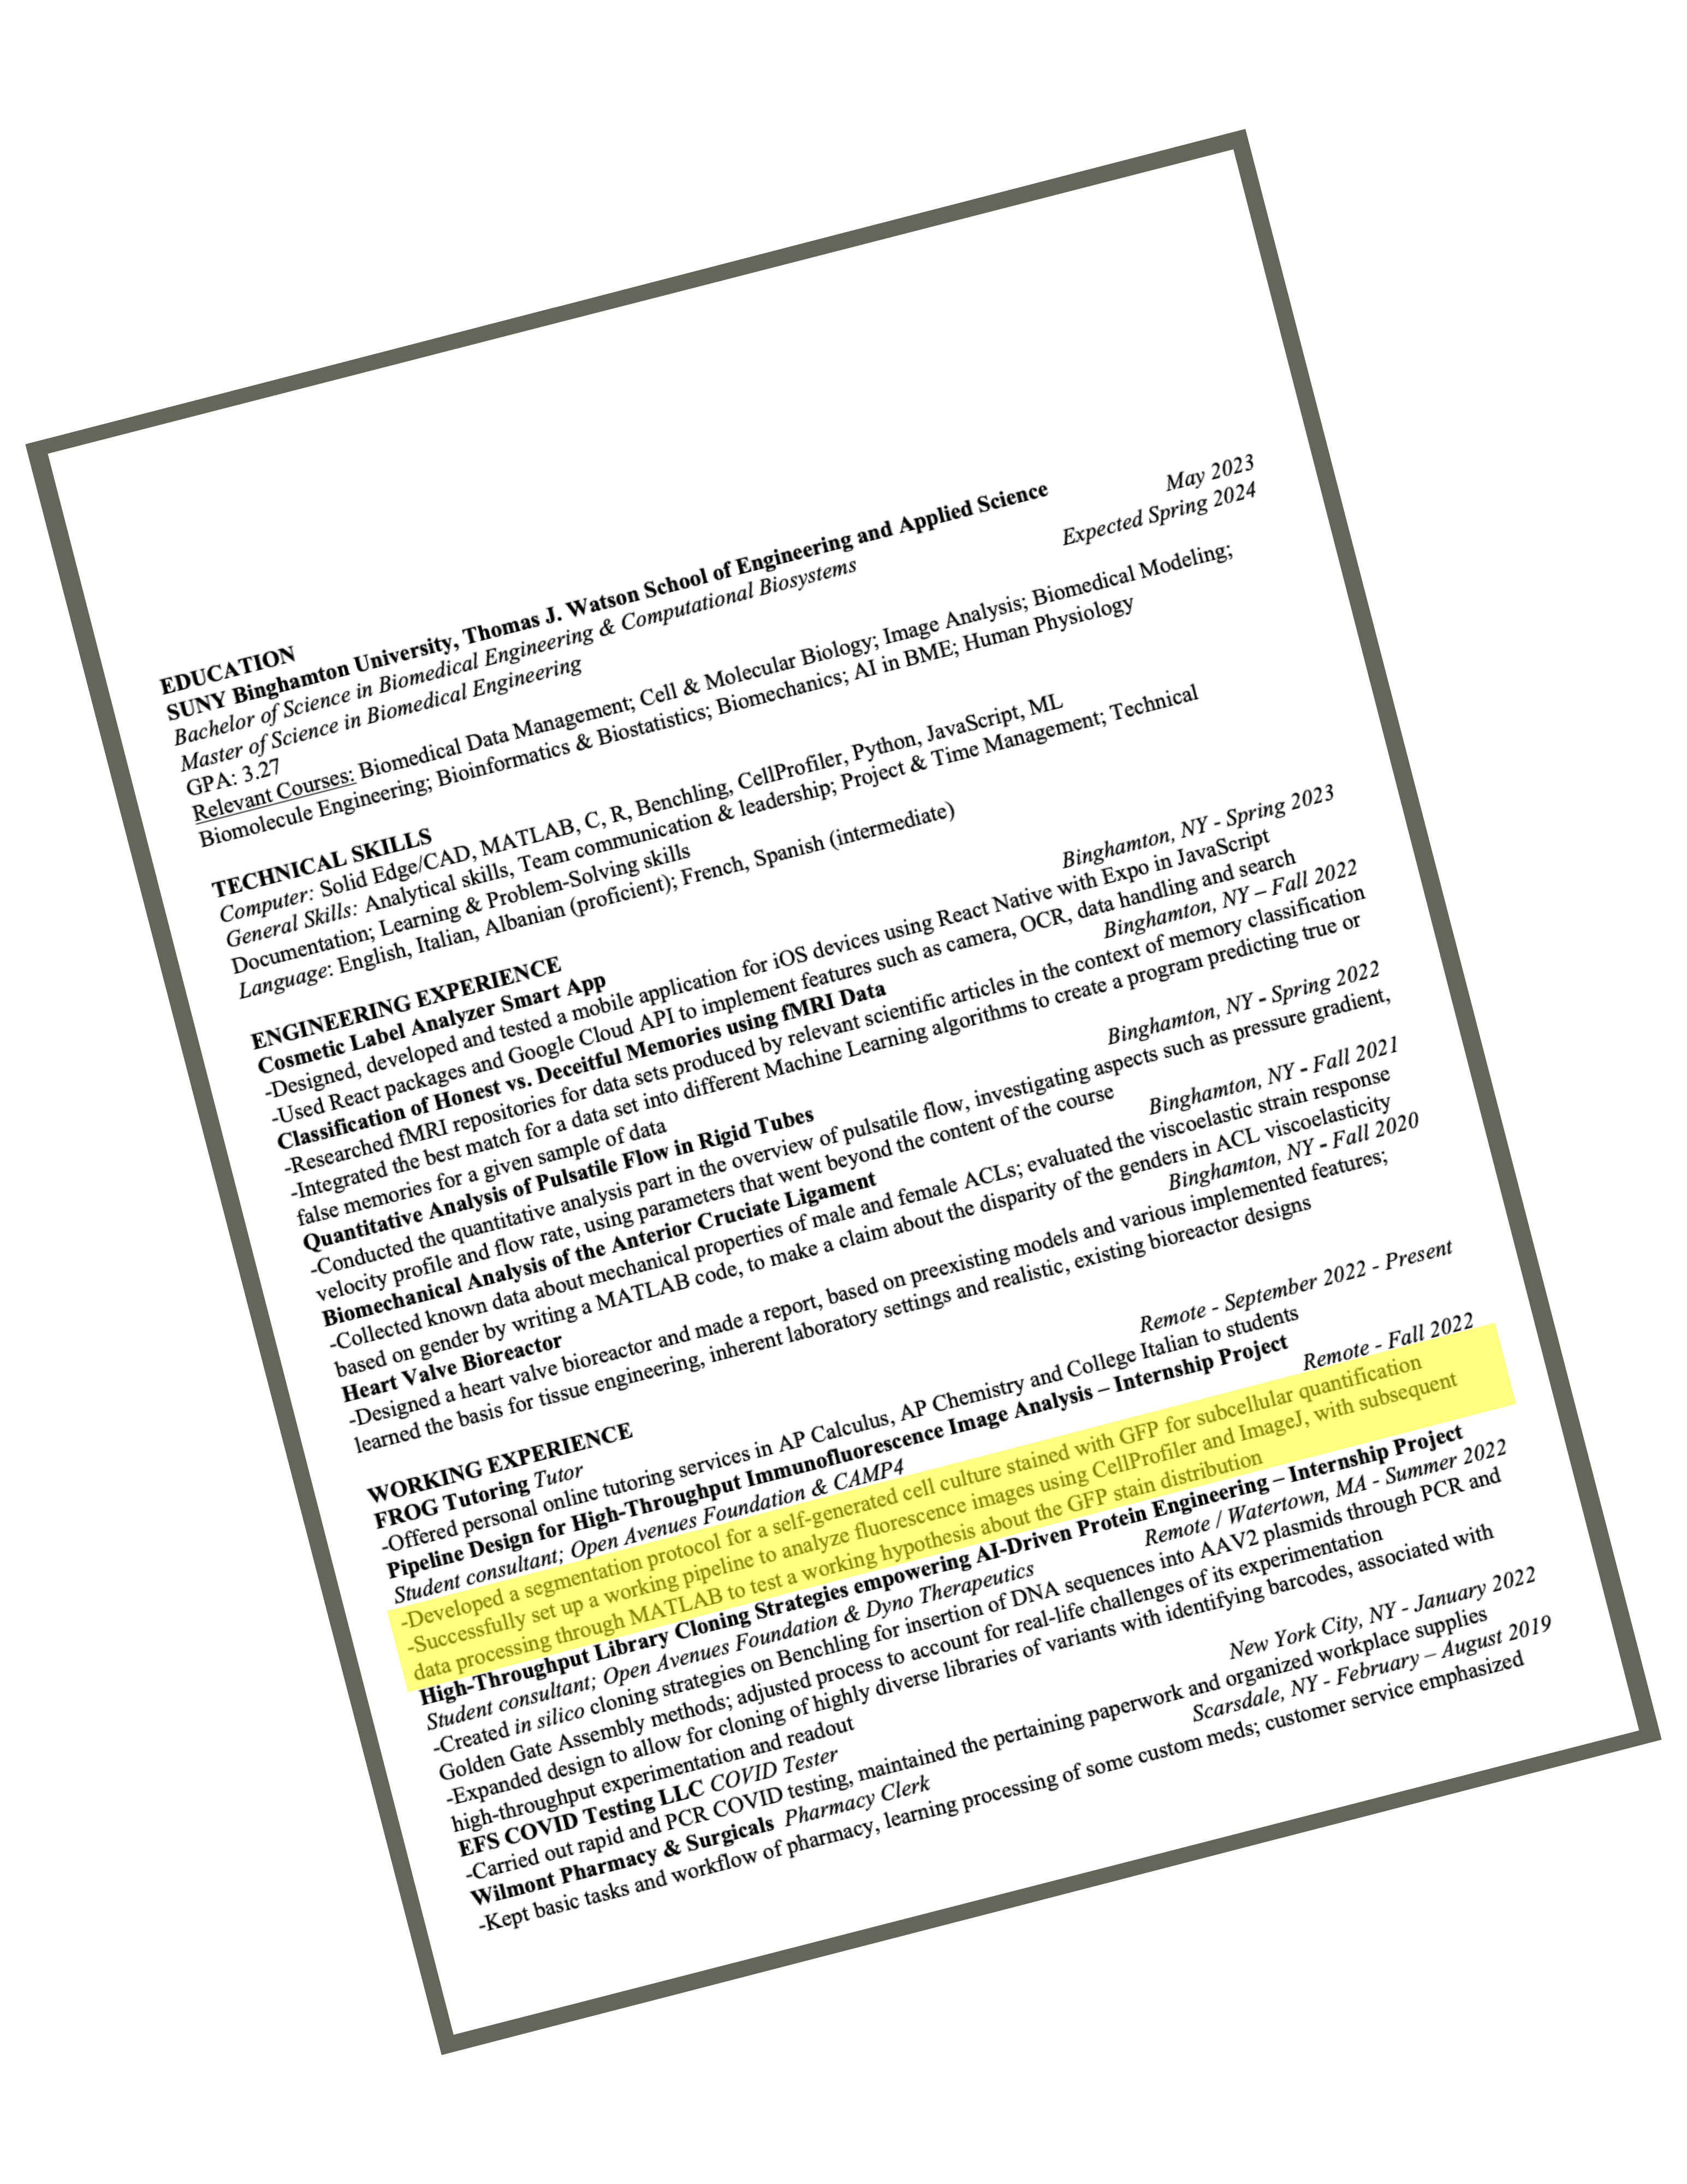 EDUCATION
SUNY Binghamton University, Thomas J. Watson School of Engineering and Applied Science
Bachelor of Science in Biomedical Engineering & Computational Biosystems May 2023
Master of Science in Biomedical Engineering Expected Spring 2024
GPA: 3.27
Relevant Courses: Biomedical Data Management; Cell & Molecular Biology; Image Analysis; Biomedical Modeling;
Biomolecule Engineering; Bioinformatics & Biostatistics; Biomechanics; AI in BME; Human Physiology
TECHNICAL SKILLS
Computer: Solid Edge/CAD, MATLAB, C, R, Benchling, CellProfiler, Python, JavaScript, ML
General Skills: Analytical skills, Team communication & leadership; Project & Time Management; Technical
Documentation; Learning & Problem-Solving skills
Language: English, Italian, Albanian (proficient); French, Spanish (intermediate)
ENGINEERING EXPERIENCE
Cosmetic Label Analyzer Smart App Binghamton, NY - Spring 2023
-Designed, developed and tested a mobile application for iOS devices using React Native with Expo in JavaScript
-Used React packages and Google Cloud API to implement features such as camera, OCR, data handling and search
Classification of Honest vs. Deceitful Memories using fMRI Data Binghamton, NY – Fall 2022
-Researched fMRI repositories for data sets produced by relevant scientific articles in the context of memory classification
-Integrated the best match for a data set into different Machine Learning algorithms to create a program predicting true or
false memories for a given sample of data
Quantitative Analysis of Pulsatile Flow in Rigid Tubes Binghamton, NY - Spring 2022
-Conducted the quantitative analysis part in the overview of pulsatile flow, investigating aspects such as pressure gradient,
velocity profile and flow rate, using parameters that went beyond the content of the course
Biomechanical Analysis of the Anterior Cruciate Ligament Binghamton, NY - Fall 2021
-Collected known data about mechanical properties of male and female ACLs; evaluated the viscoelastic strain response
based on gender by writing a MATLAB code, to make a claim about the disparity of the genders in ACL viscoelasticity
Heart Valve Bioreactor Binghamton, NY - Fall 2020
-Designed a heart valve bioreactor and made a report, based on preexisting models and various implemented features;
learned the basis for tissue engineering, inherent laboratory settings and realistic, existing bioreactor designs
WORKING EXPERIENCE
FROG Tutoring Tutor Remote - September 2022 - Present
-Offered personal online tutoring services in AP Calculus, AP Chemistry and College Italian to students
Pipeline Design for High-Throughput Immunofluorescence Image Analysis – Internship Project
Student consultant; Open Avenues Foundation & CAMP4 Remote - Fall 2022
-Developed a segmentation protocol for a self-generated cell culture stained with GFP for subcellular quantification
-Successfully set up a working pipeline to analyze fluorescence images using CellProfiler and ImageJ, with subsequent
data processing through MATLAB to test a working hypothesis about the GFP stain distribution
High-Throughput Library Cloning Strategies empowering AI-Driven Protein Engineering – Internship Project
Student consultant; Open Avenues Foundation & Dyno Therapeutics Remote / Watertown, MA - Summer 2022
-Created in silico cloning strategies on Benchling for insertion of DNA sequences into AAV2 plasmids through PCR and
Golden Gate Assembly methods; adjusted process to account for real-life challenges of its experimentation
-Expanded design to allow for cloning of highly diverse libraries of variants with identifying barcodes, associated with
high-throughput experimentation and readout
EFS COVID Testing LLC COVID Tester New York City, NY - January 2022
-Carried out rapid and PCR COVID testing, maintained the pertaining paperwork and organized workplace supplies
Wilmont Pharmacy & Surgicals Pharmacy Clerk Scarsdale, NY - February – August 2019
-Kept basic tasks and workflow of pharmacy, learning processing of some custom meds; customer service emphasized